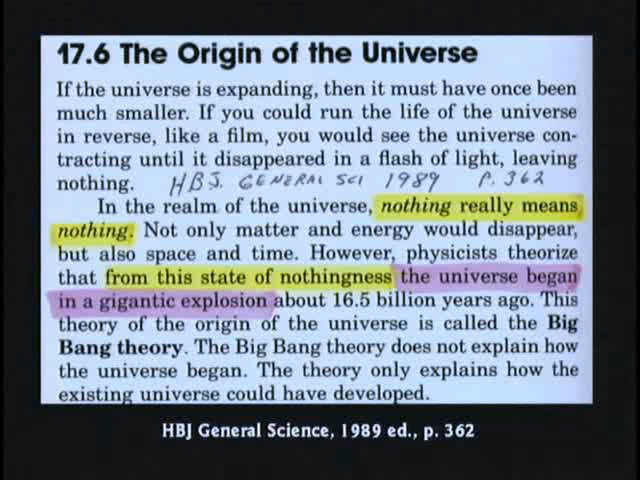 17.6 The Origin of the Universe
If the universe is expanding, then it must have once been
much smaller. If you could run the life of the universe
in reverse, like a film, you would see the universe con-
tracting until it disappeared in a flash of light, leaving
nothing. HBJ. GENERAL SCI 1989 P. 362
In the realm of the universe, nothing really means
nothing. Not only matter and energy would disappear,
but also space and time. However, physicists theorize
that from this state of nothingness the universe began
in a gigantic explosion about 16.5 billion years ago. This
theory of the origin of the universe is called the Big
Bang theory. The Big Bang theory does not explain how
the universe began. The theory only explains how the
existing universe could have developed.
HBJ General Science, 1989 ed., p. 362